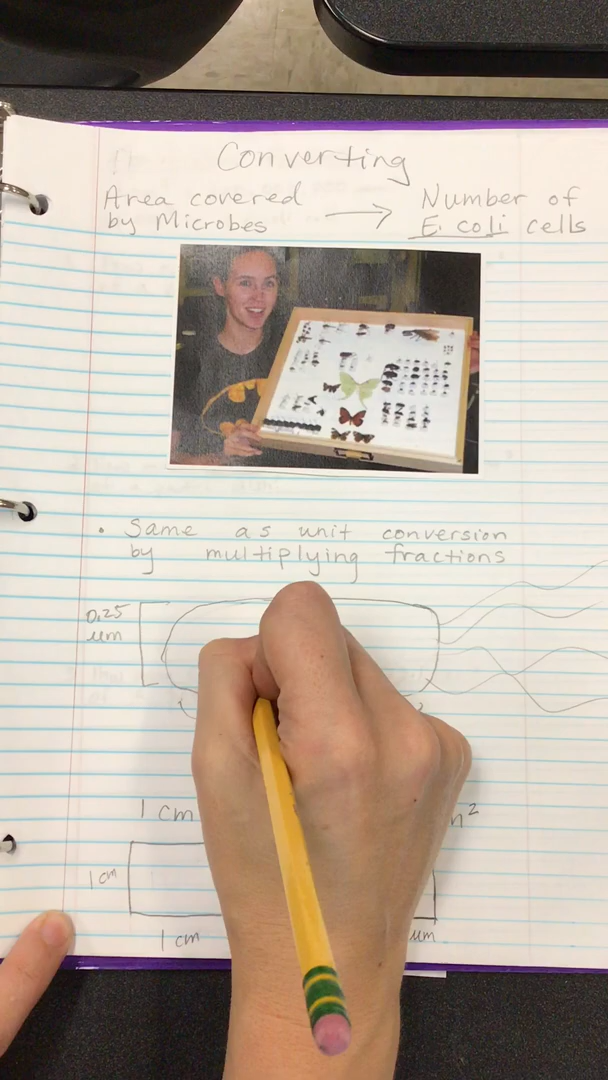 Converting
Area covered
by Microbes
→
Number of
E. coli cells
• Same as unit conversion
by multiplying fractions
0.25
um
1 cm
1 cm
1 cm
um